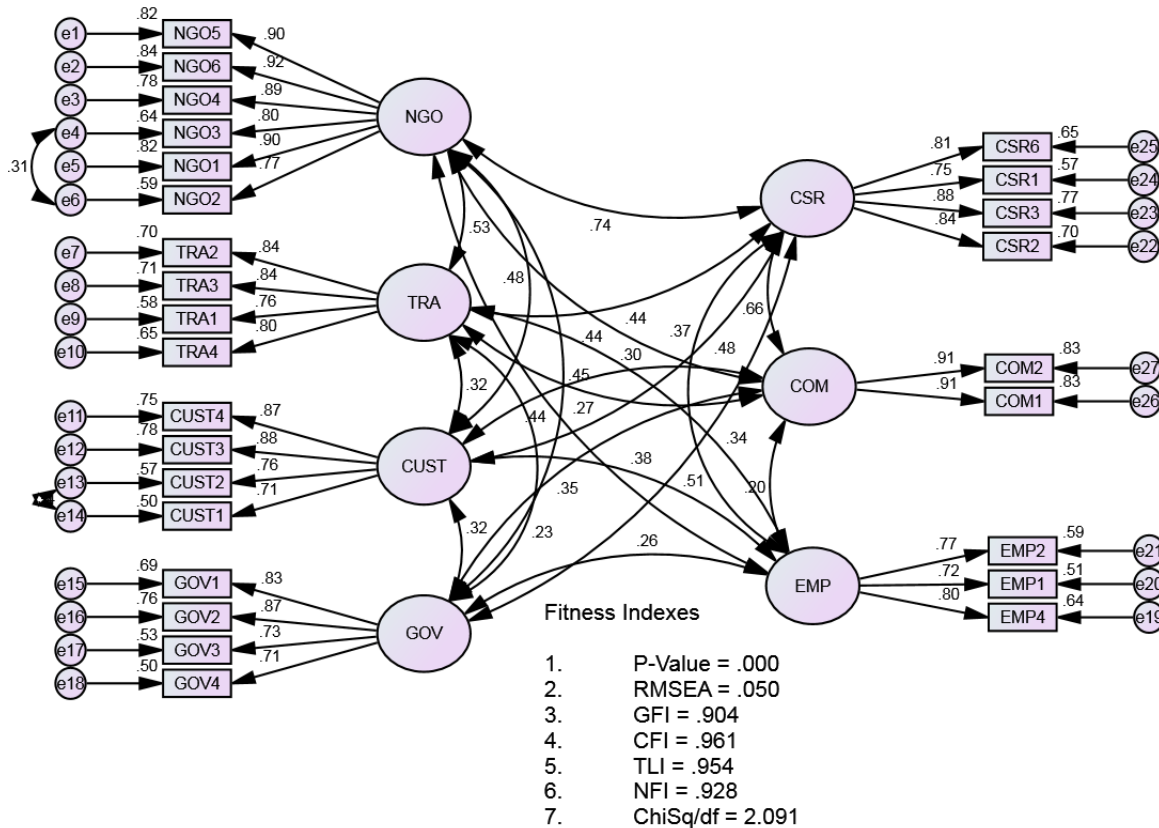 e1 .82 NGO5 .90
e2 .84 NGO6 .92
e3 .78 NGO4 .89
e4 .64 NGO3 .80
e5 .82 NGO1 .90
e6 .59 NGO2 .77
.31
NGO
e7 .70 TRA2 .84
e8 .71 TRA3 .84
e9 .58 TRA1 .76
e10 .65 TRA4 .80
TRA
e11 .75 CUST4 .87
e12 .78 CUST3 .88
e13 .57 CUST2 .76
e14 .50 CUST1 .71
CUST
e15 .69 GOV1 .83
e16 .76 GOV2 .87
e17 .53 GOV3 .73
e18 .50 GOV4 .71
GOV
.53
.74
.48
.66
.44
.44
.37
.30
.48
.32
.45
.44
.27
.34
.38
.35
.51
.20
.32
.23
.26
CSR
.81 CSR6 .65 e25
.75 CSR1 .57 e24
.88 CSR3 .77 e23
.84 CSR2 .70 e22
COM
.91 COM2 .83 e27
.91 COM1 .83 e26
EMP
.77 EMP2 .59 e21
.72 EMP1 .51 e20
.80 EMP4 .64 e19
Fitness Indexes
1. P-Value = .000
2. RMSEA = .050
3. GFI = .904
4. CFI = .961
5. TLI = .954
6. NFI = .928
7. ChiSq/df = 2.091